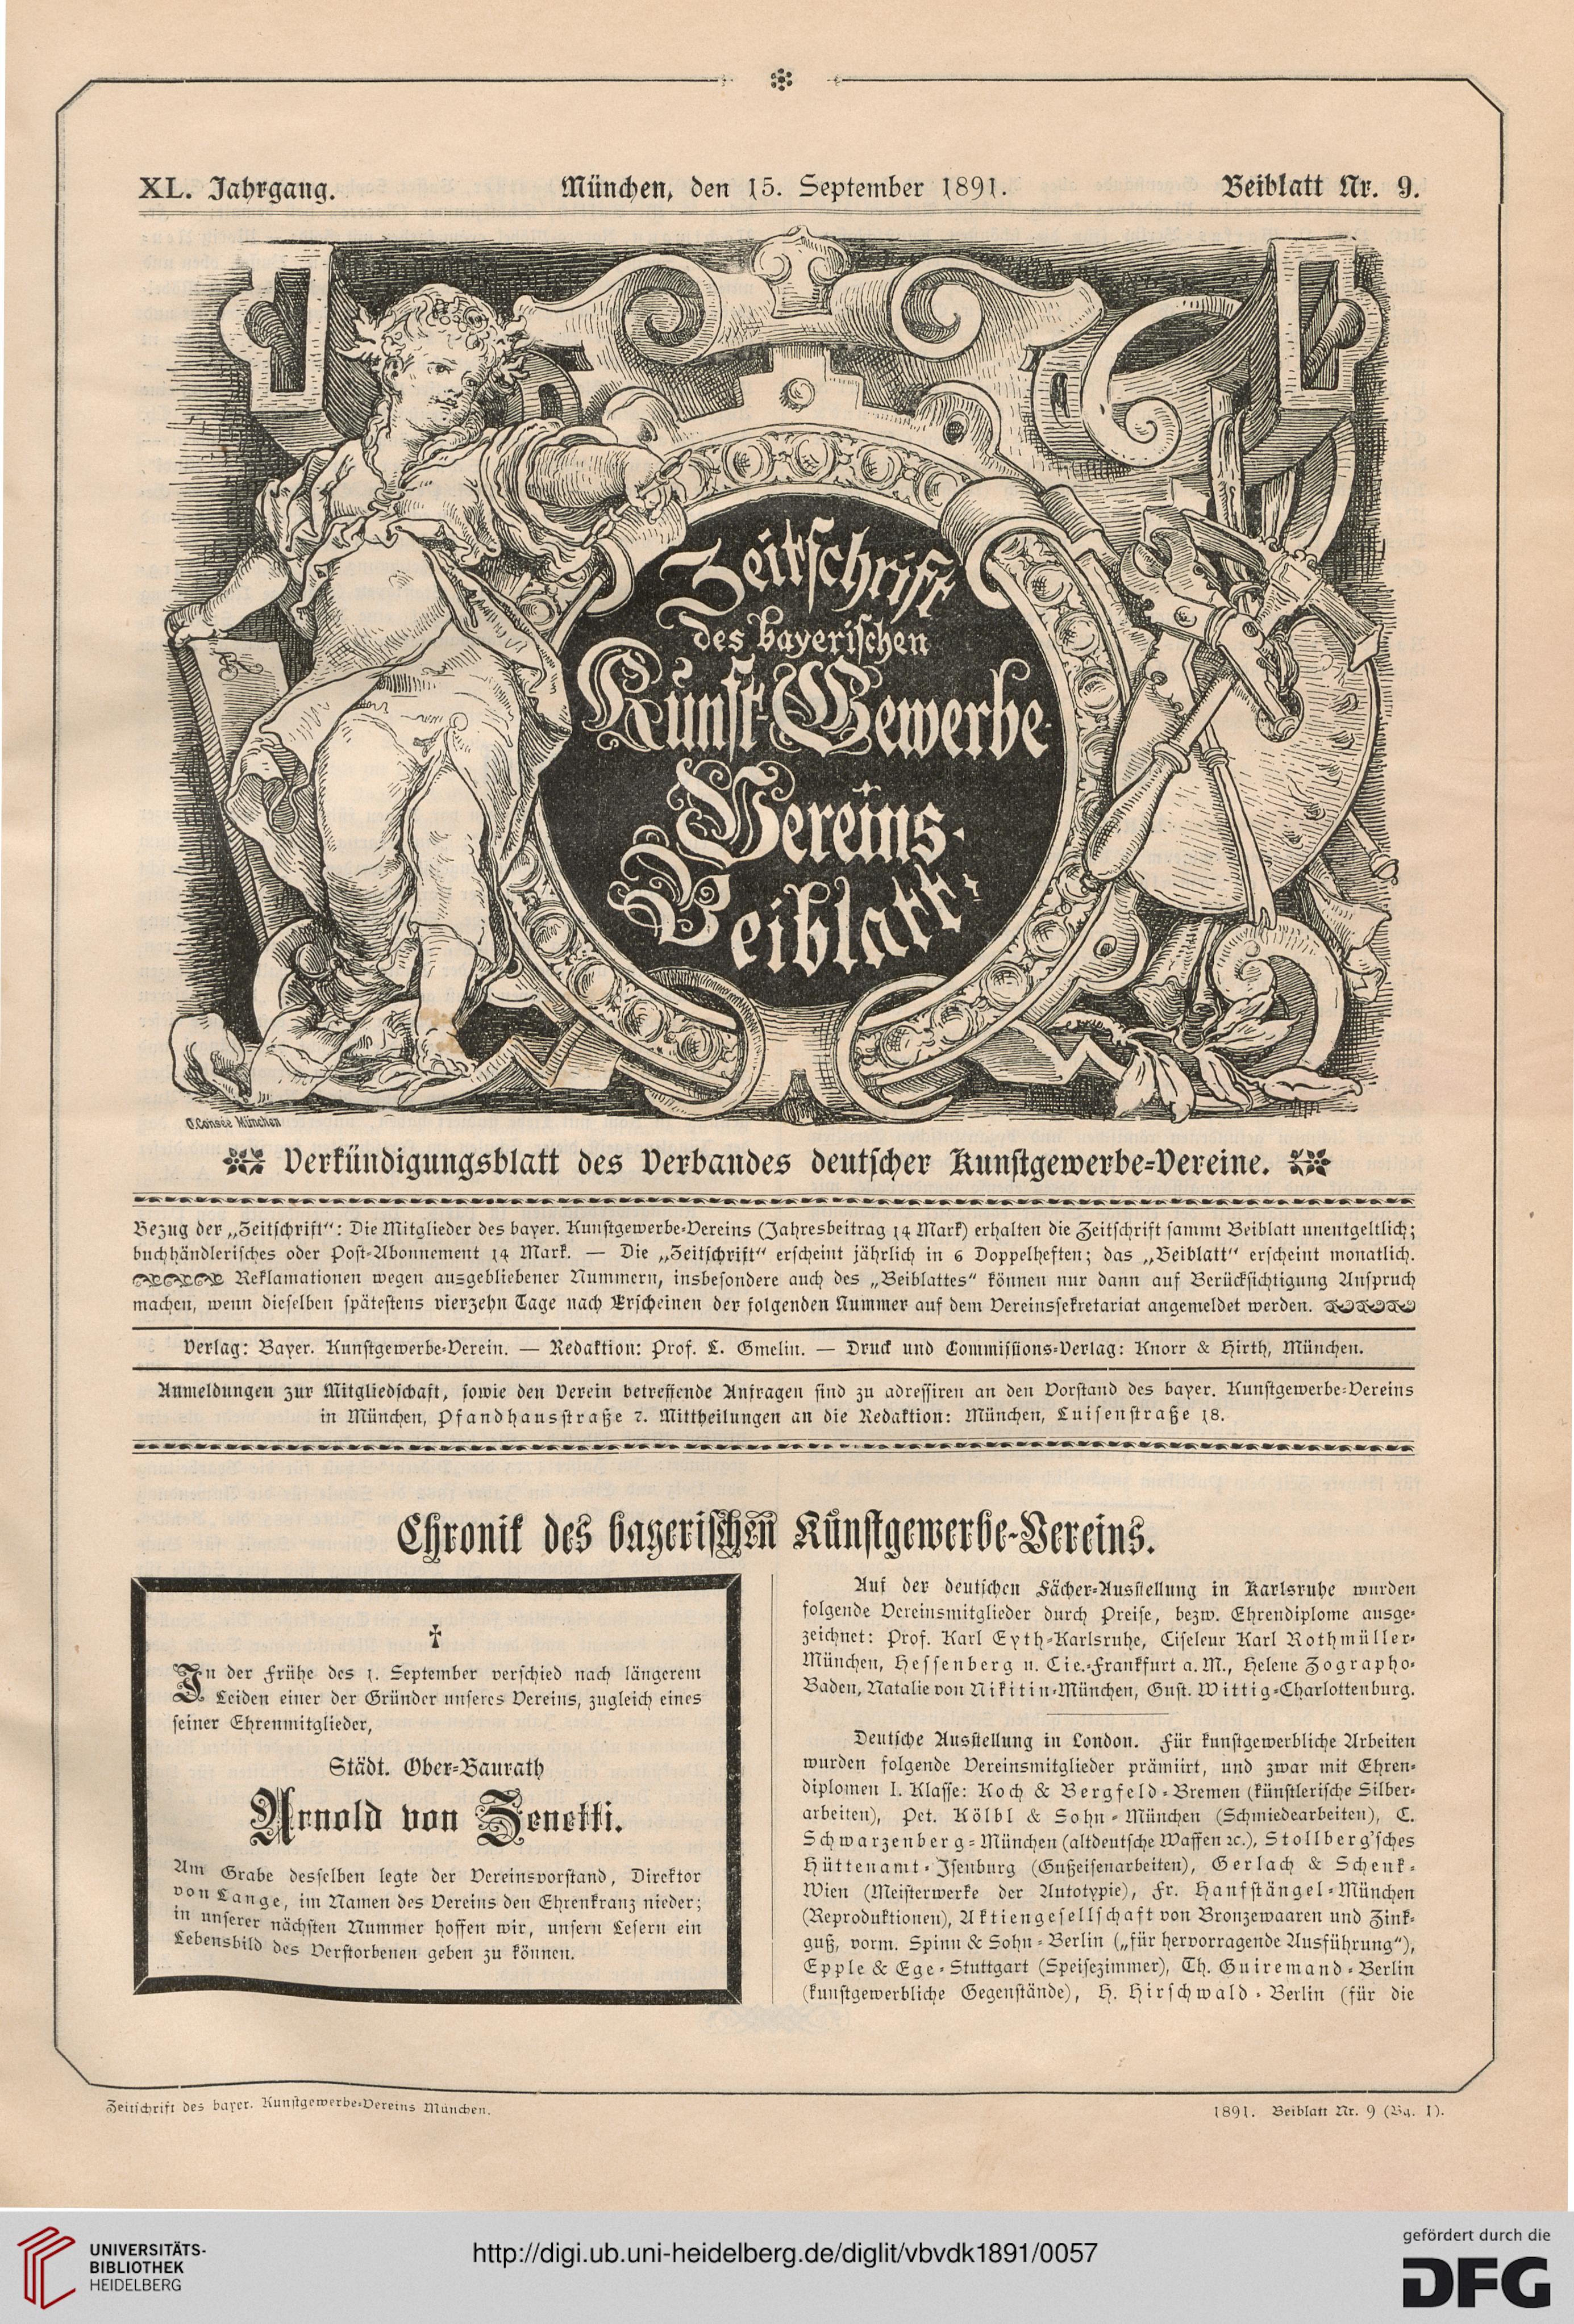 XL. Jahrgang. München, den 15. September 1891. Beiblatt Nr. 9.
Zeitschrift
des bayerischen
Kunst-Gewerbe-
Vereins.
Beiblatt.
O. Consée München
Verkündigungsblatt des Verbandes deutscher Kunstgewerbe-Vereine.
Bezug der „Zeitschrift“: Die Mitglieder des bayer. Kunstgewerbe-Vereins (Jahresbeitrag 14 Mark) erhalten die Zeitschrift sammt Beiblatt unentgeltlich;
buchhändlerisches oder Post-Abonnement 14 Mark. — Die „Zeitschrift“ erscheint jährlich in 6 Doppelheften; das „Beiblatt“ erscheint monatlich.
Reklamationen wegen ausgebliebener Nummern, insbesondere auch des „Beiblattes“ können nur dann auf Berücksichtigung Anspruch
machen, wenn dieselben spätestens vierzehn Tage nach Erscheinen der folgenden Nummer auf dem Vereinssekretariat angemeldet werden.
Verlag: Bayer. Kunstgewerbe-Verein. — Redaktion: Prof. L. Gmelin. — Druck und Commissions-Verlag: Knorr & Hirth, München.
Anmeldungen zur Mitgliedschaft, sowie den Verein betreffende Anfragen sind zu adressiren an den Vorstand des bayer. Kunstgewerbe-Vereins
in München, Pfandhausstraße 7. Mittheilungen an die Redaktion: München, Luisenstraße 18.
Chronik des bayerischen Kunstgewerbe-Vereins.
†
In der Frühe des 1. September verschied nach längerem
Leiden einer der Gründer unseres Vereins, zugleich eines
seiner Ehrenmitglieder,
Städt. Ober-Baurath
Arnold von Zenetti.
Am Grabe desselben legte der Vereinsvorstand, Direktor
von Lange, im Namen des Vereins den Ehrenkranz nieder;
in unserer nächsten Nummer hoffen wir, unsern Lesern ein
Lebensbild des Verstorbenen geben zu können.
Auf der deutschen Fächer-Ausstellung in Karlsruhe wurden
folgende Vereinsmitglieder durch Preise, bezw. Ehrendiplome ausge-
zeichnet: Prof. Karl Eyth-Karlsruhe, Ciseleur Karl Rothmüller-
München, Hessenberg u. Cie.-Frankfurt a. M., Helene Zographo-
Baden, Natalie von Nikitin-München, Gust. Wittig-Charlottenburg.
Deutsche Ausstellung in London. Für kunstgewerbliche Arbeiten
wurden folgende Vereinsmitglieder prämiirt, und zwar mit Ehren-
diplomen I. Klasse: Koch & Bergfeld-Bremen (künstlerische Silber-
arbeiten), Pet. Kölbl & Sohn-München (Schmiedearbeiten), C.
Schwarzenberg-München (altdeutsche Waffen ꝛc.), Stollberg'sches
Hüttenamt-Isenburg (Gußeisenarbeiten), Gerlach & Schenk-
Wien (Meisterwerke der Autotypie), Fr. Hanfstängel-München
(Reproduktionen), Aktiengesellschaft von Bronzewaaren und Zink-
guß, vorm. Spinn & Sohn-Berlin („für hervorragende Ausführung“),
Epple & Ege-Stuttgart (Speisezimmer), Th. Guiremand-Berlin
(kunstgewerbliche Gegenstände), H. Hirschwald-Berlin (für die
Zeitschrift des bayer. Kunstgewerbe-Vereins München.
1891. Beiblatt Nr. 9 (Bg. 1).
UNIVERSITÄTS-
BIBLIOTHEK
HEIDELBERG
http://digi.ub.uni-heidelberg.de/diglit/vbvdk1891/0057
gefördert durch die
DFG